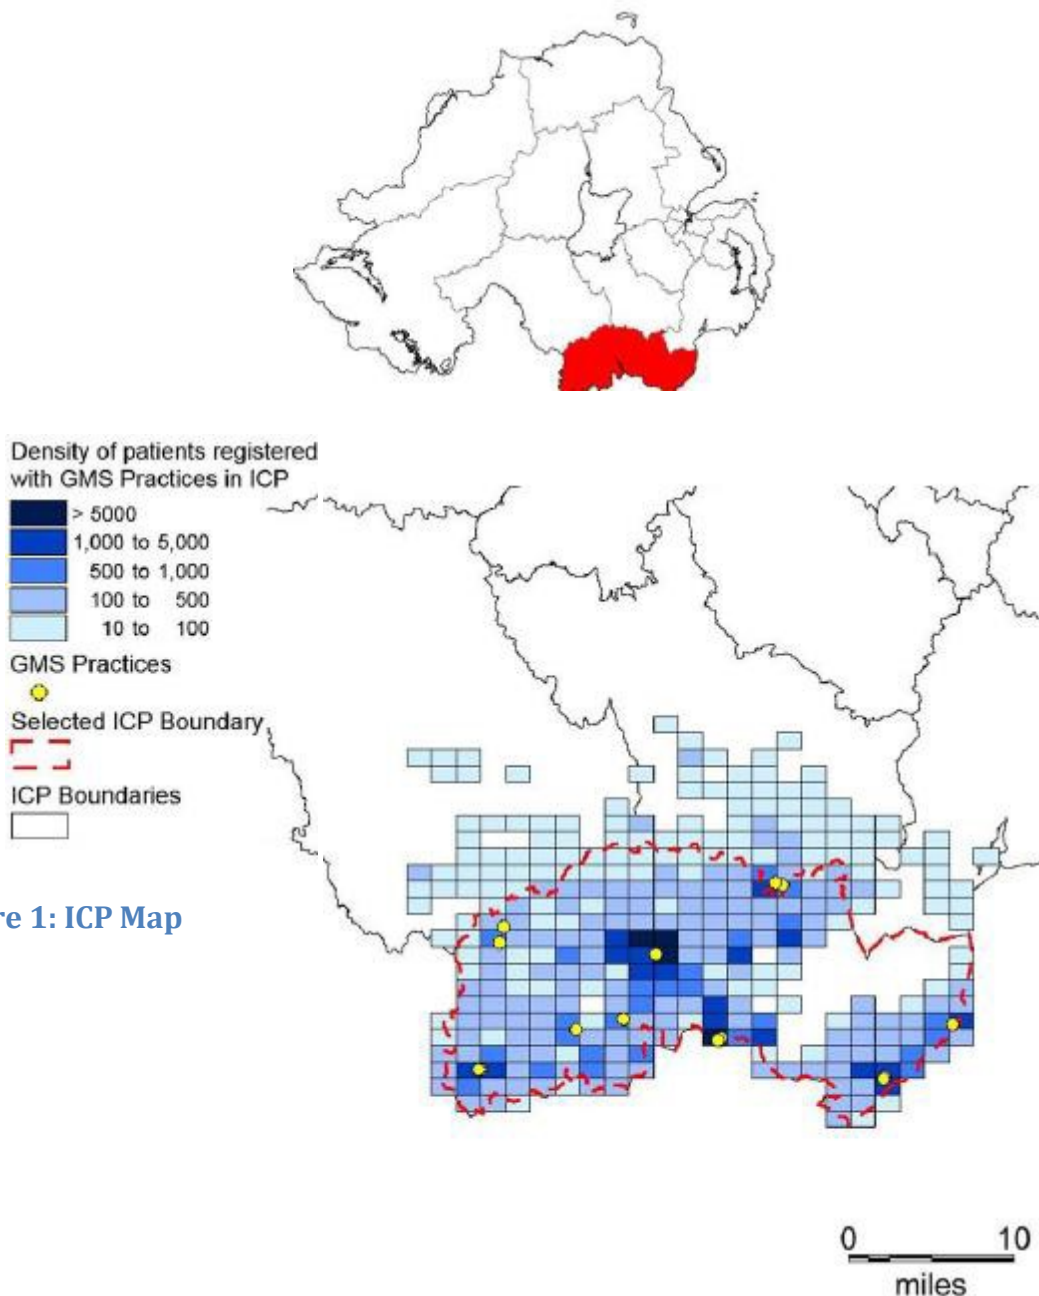 Density of patients registered
with GMS Practices in ICP
> 5000
1,000 to 5,000
500 to 1,000
100 to 500
10 to 100
GMS Practices
Selected ICP Boundary
ICP Boundaries
re 1: ICP Map
0 10
miles